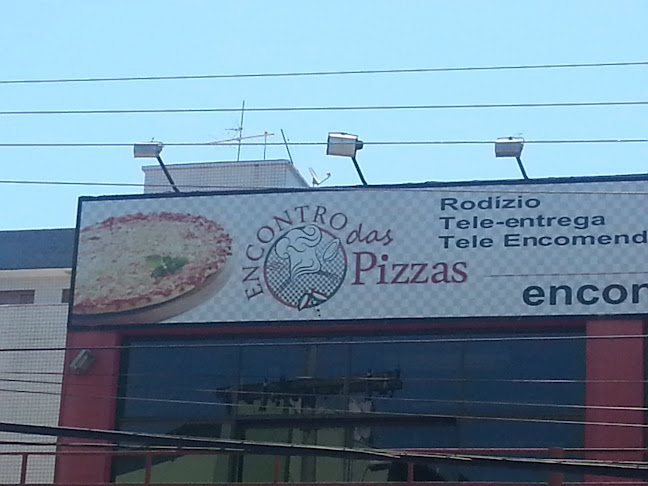 ENCONTRO
das
Pizzas
Rodízio
Tele-entrega
Tele Encomend
encon